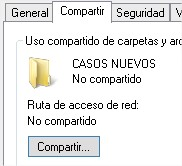 General Compartir Seguridad
Uso compartido de carpetas y
CASOS NUEVOS
No compartido
Ruta de acceso de red:
No compartido
Compartir...